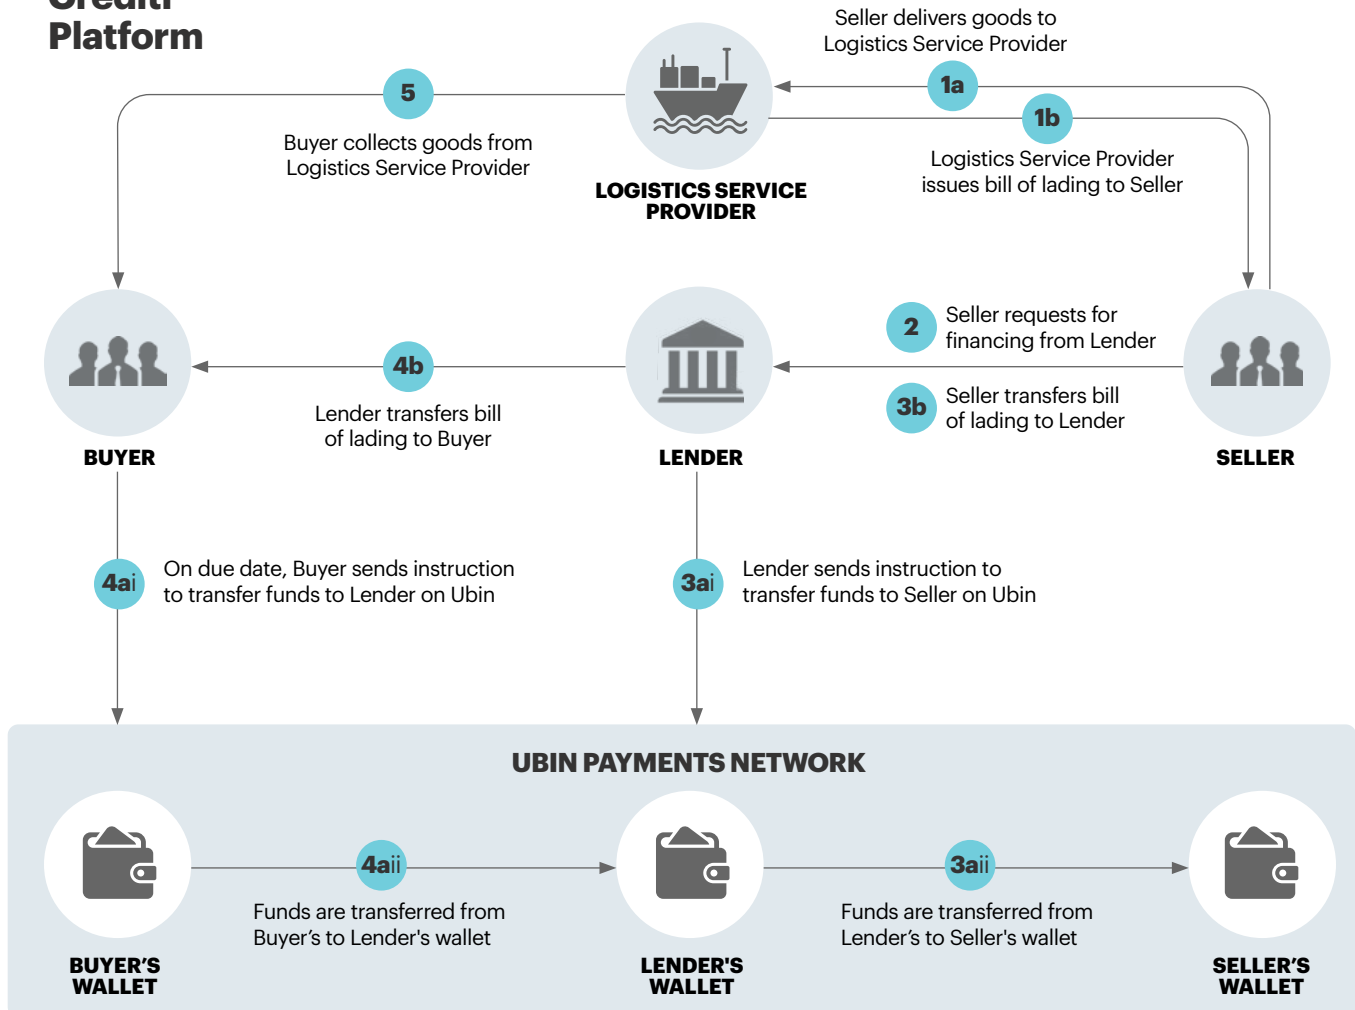 Platform
Seller delivers goods to
Logistics Service Provider
1a
5
1b
Buyer collects goods from
Logistics Service Provider
Logistics Service Provider
issues bill of lading to Seller
LOGISTICS SERVICE
PROVIDER
2
Seller requests for
financing from Lender
4b
3b
Seller transfers bill
of lading to Lender
Lender transfers bill
of lading to Buyer
BUYER
LENDER
SELLER
4ai
On due date, Buyer sends instruction
to transfer funds to Lender on Ubin
3ai
Lender sends instruction to
transfer funds to Seller on Ubin
UBIN PAYMENTS NETWORK
4aii
3aii
Funds are transferred from
Buyer’s to Lender's wallet
Funds are transferred from
Lender’s to Seller's wallet
BUYER’S
WALLET
LENDER'S
WALLET
SELLER’S
WALLET